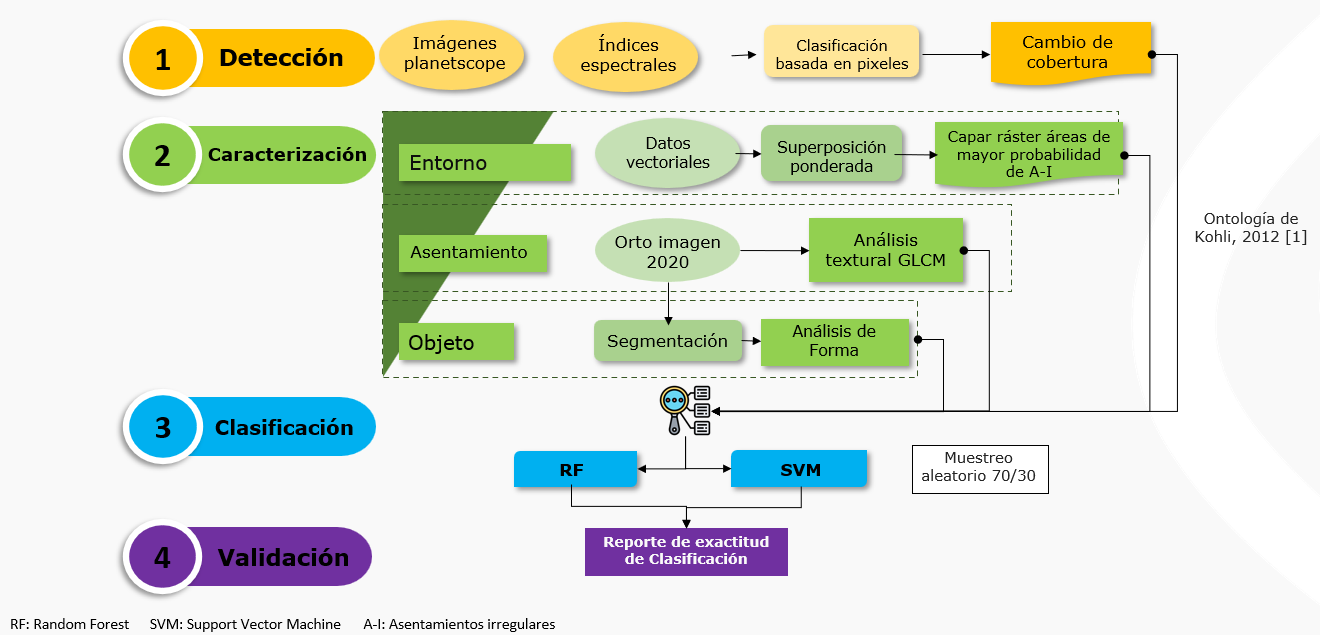 1
Detección
Imágenes
planetscope
Índices
espectrales
Clasificación
basada en pixeles
Cambio de
cobertura
2
Caracterización
Entorno
Datos
vectoriales
Superposición
ponderada
Capar ráster áreas de
mayor probabilidad
de A-I
Asentamiento
Orto imagen
2020
Análisis
textural GLCM
Ontología de
Kohli, 2012 [1]
Objeto
Segmentación
Análisis de
Forma
3
Clasificación
RF
SVM
Muestreo
aleatorio 70/30
4
Validación
Reporte de exactitud
de Clasificación
RF: Random Forest SVM: Support Vector Machine A-I: Asentamientos irregulares